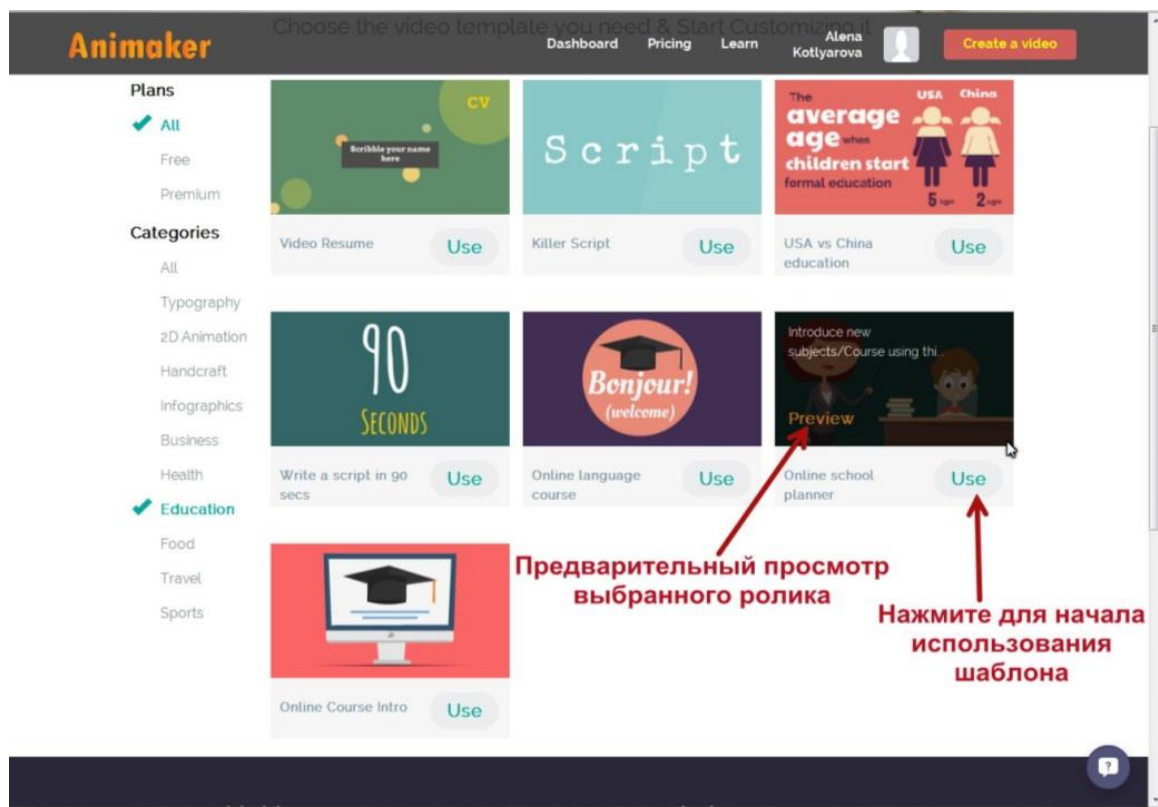 Choose the video template you need & Start Customizing it
Animaker
Dashboard Pricing Learn
Alena
Kotlyarova
Create a video
Plans
All
Free
Premium
Categories
All
Typography
2D Animation
Handcraft
Infographics
Business
Health
Education
Food
Travel
Sports
CV
Scribble your name
here
Video Resume
Use
Script
Killer Script
Use
The
average
age when
children start
formal education
USA China
5 age 2 age
USA vs China
education
Use
90
SECONDS
Write a script in 90
secs
Use
Bonjour!
(welcome)
Online language
course
Use
Introduce new
subjects/Course using thi...
Preview
Online school
planner
Use
Предварительный просмотр
выбранного ролика
Нажмите для начала
использования
шаблона
Online Course Intro
Use
?